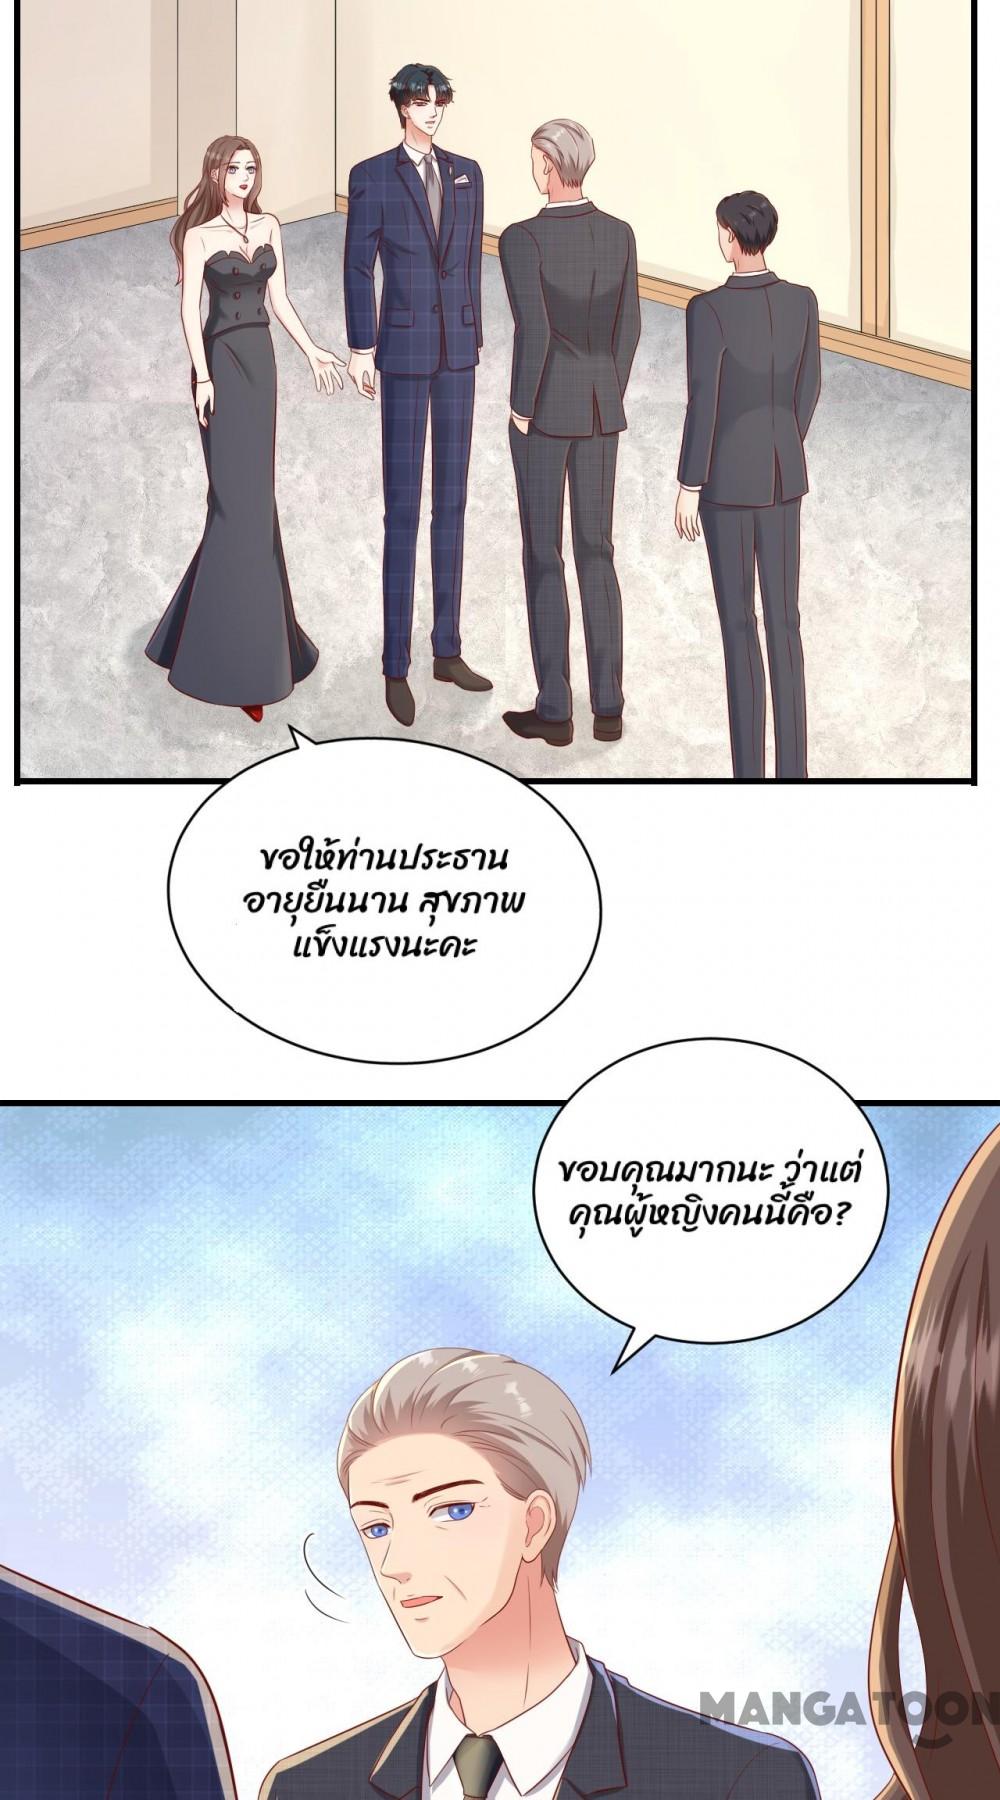 ขอให้ท่านประธาน
อายุยืนนาน สุขภาพ
แข็งแรงนะคะ
ขอบคุณมากนะ ว่าแต่
คุณผู้หญิงคนนี้คือ?
MANGATOON